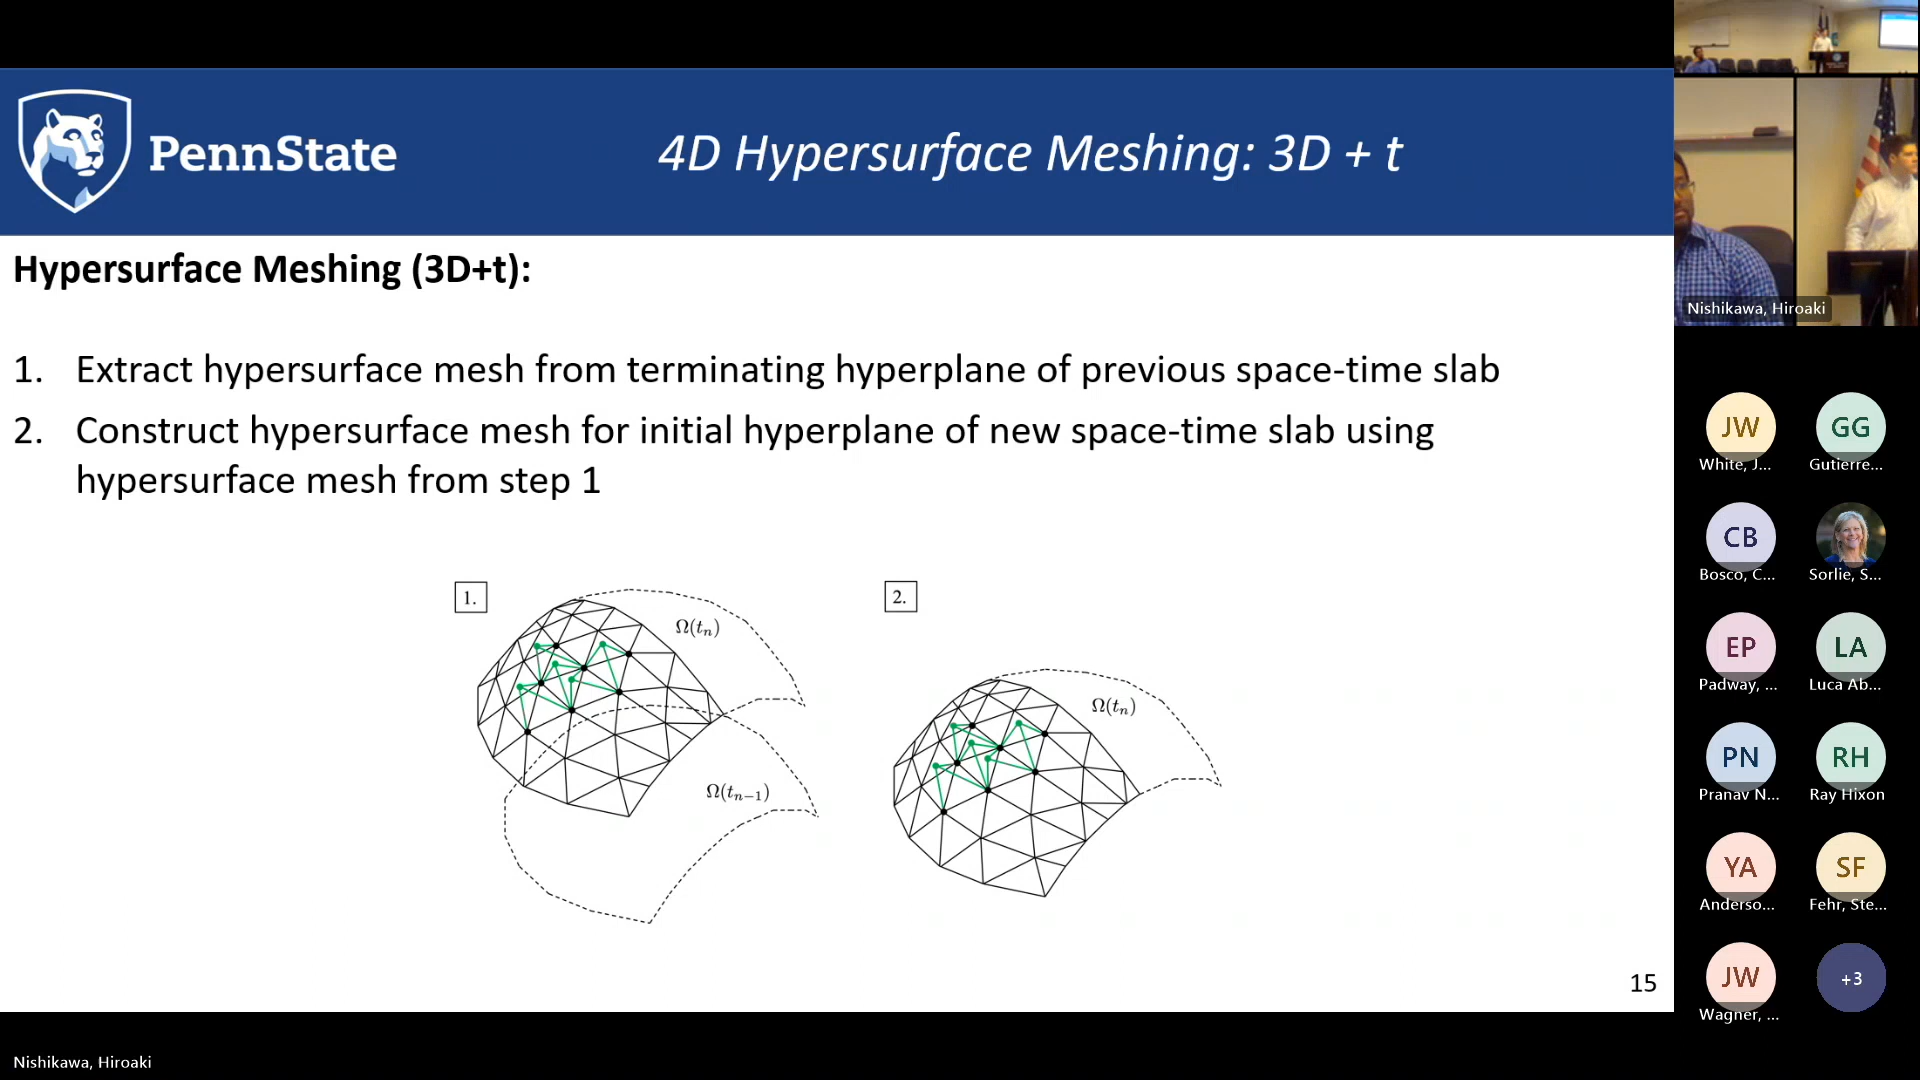 PennState
4D Hypersurface Meshing: 3D + t
Hypersurface Meshing (3D+t):
1. Extract hypersurface mesh from terminating hyperplane of previous space-time slab
2. Construct hypersurface mesh for initial hyperplane of new space-time slab using
hypersurface mesh from step 1
1.
Ω(tₙ)
Ω(tₙ₋₁)
2.
Ω(tₙ)
15
Nishikawa, Hiroaki
Nishikawa, Hiroaki
JW
White, J...
GG
Gutierre...
CB
Bosco, C...
Sorlie, S...
EP
Padway, ...
LA
Luca Ab...
PN
Pranav N...
RH
Ray Hixon
YA
Anderso...
SF
Fehr, Ste...
JW
Wagner, ...
+3